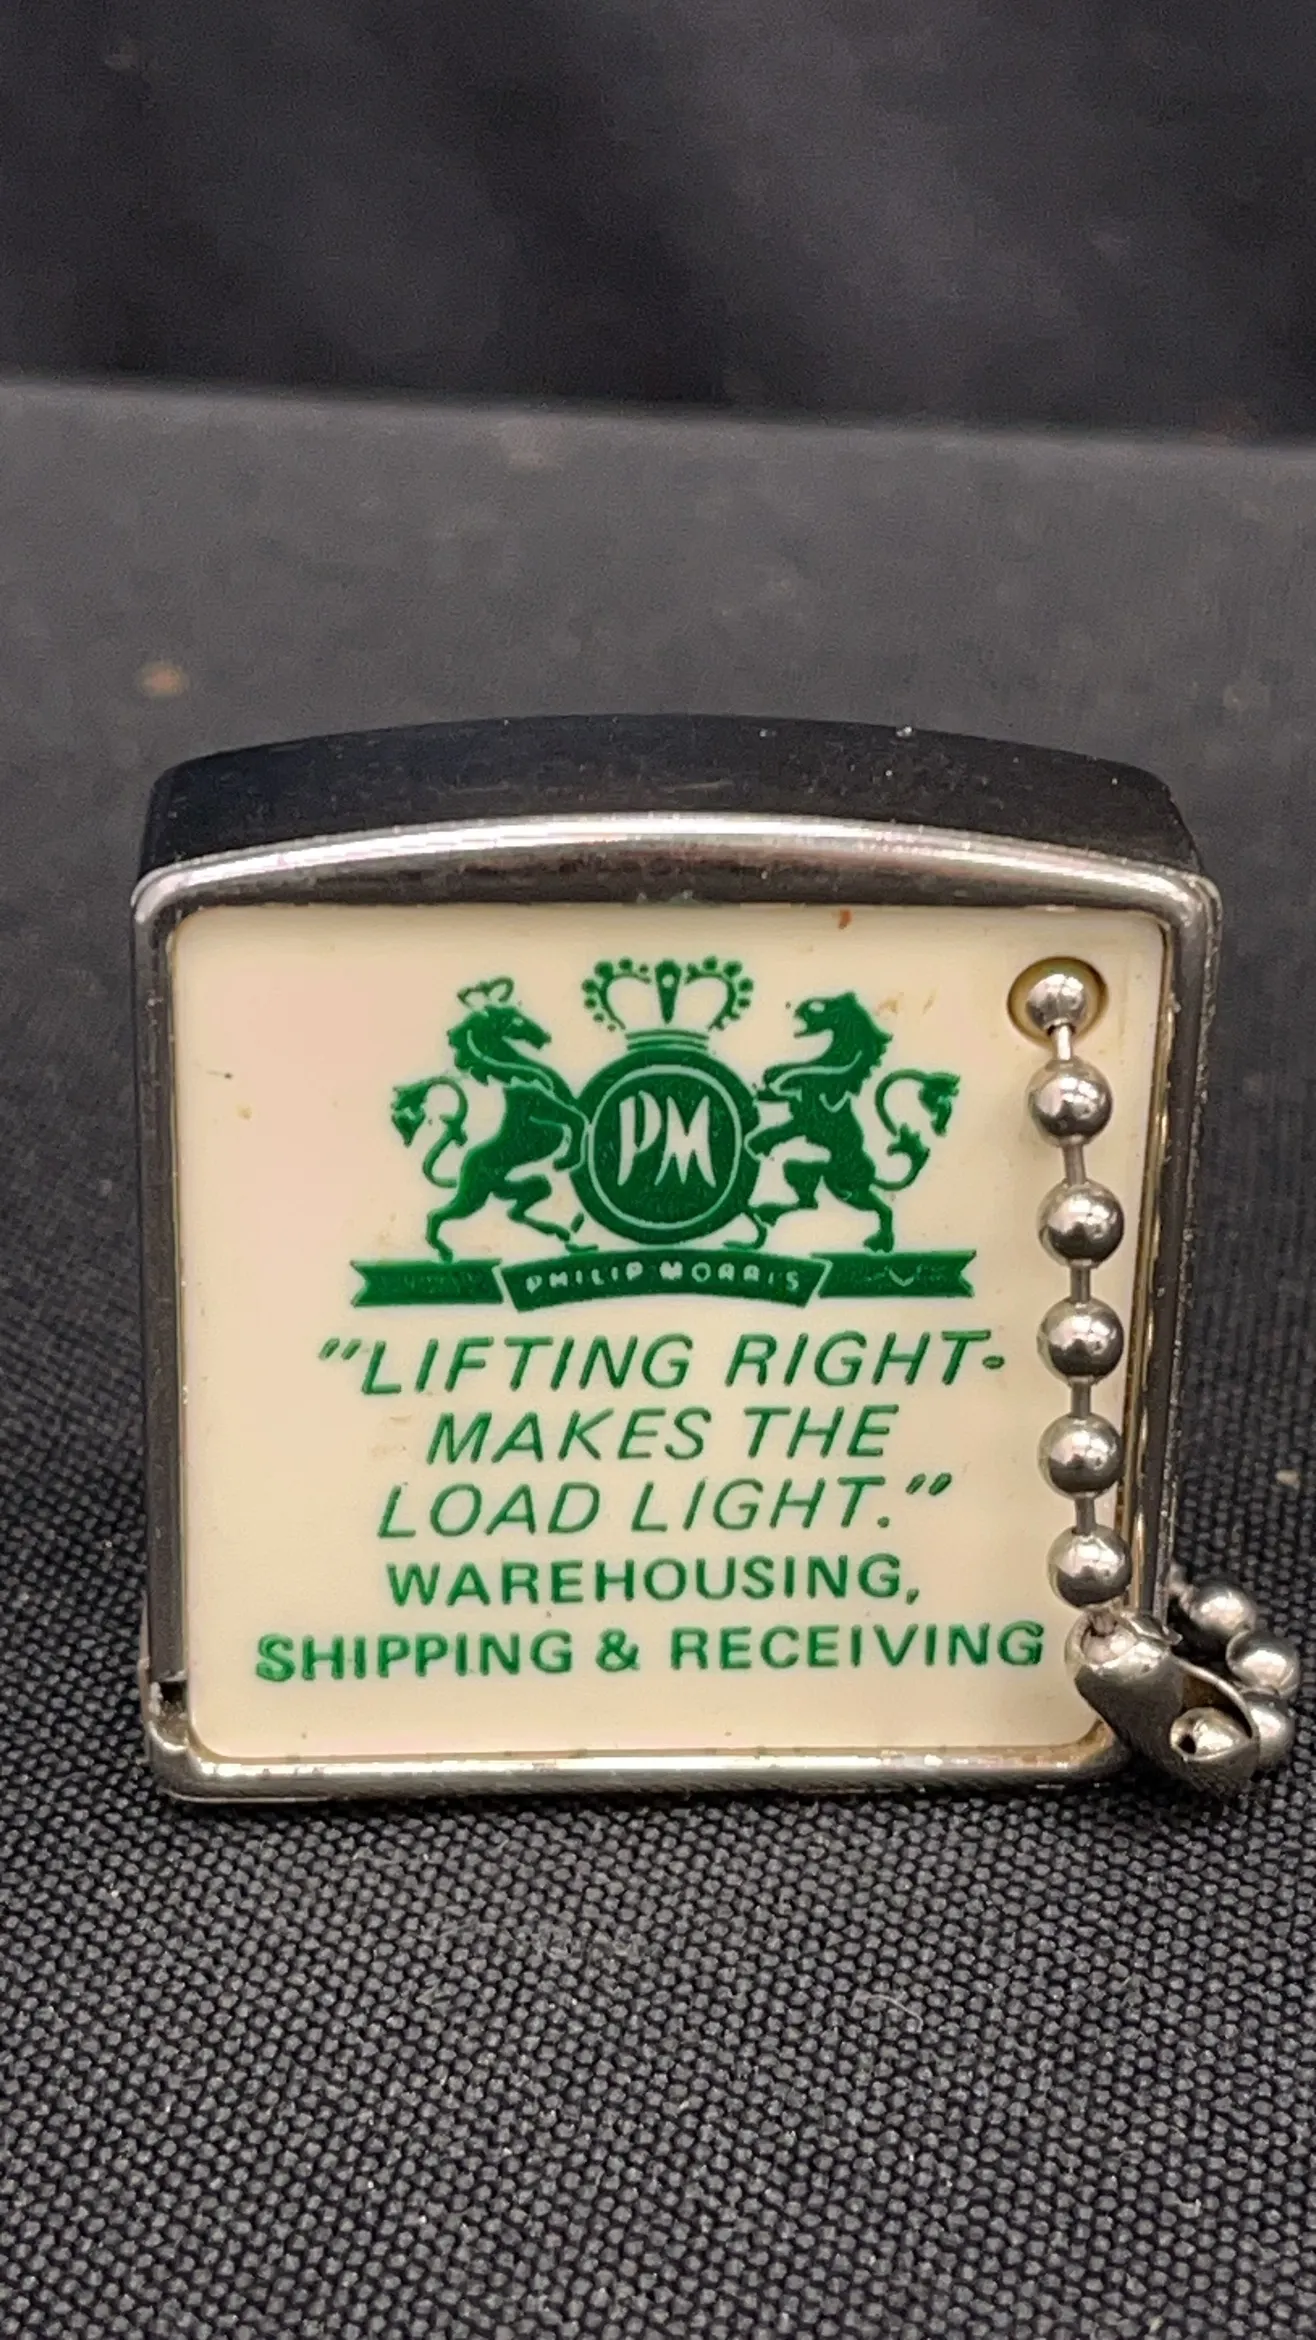 PM
PHILIP MORRIS
"LIFTING RIGHT-
MAKES THE
LOAD LIGHT."
WAREHOUSING,
SHIPPING & RECEIVING